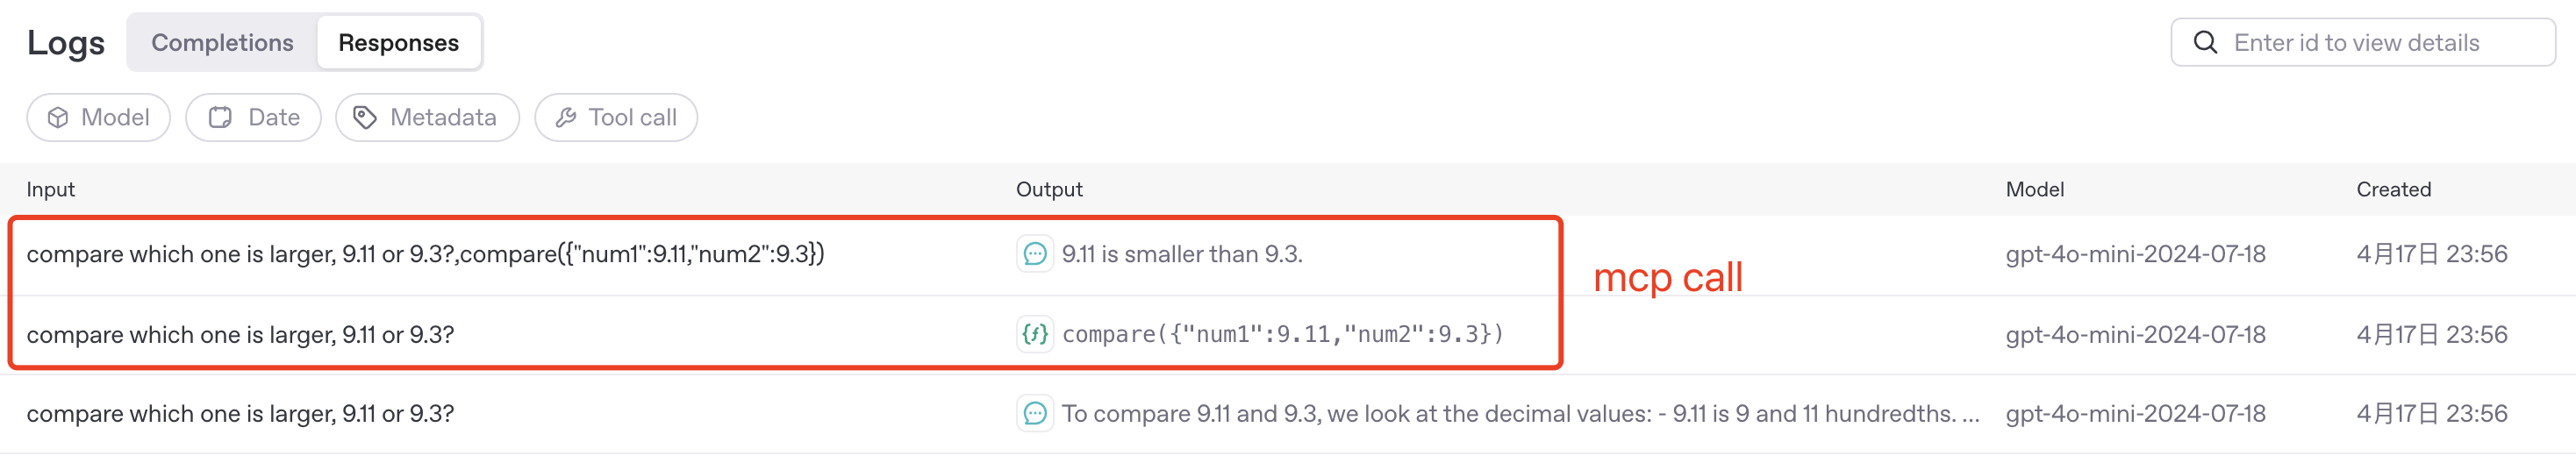 Logs Completions Responses Enter id to view details
Model Date Metadata Tool call
Input Output Model Created
compare which one is larger, 9.11 or 9.3?,compare({"num1":9.11,"num2":9.3}) 9.11 is smaller than 9.3. gpt-4o-mini-2024-07-18 4月17日 23:56
mcp call
compare which one is larger, 9.11 or 9.3? {ƒ} compare({"num1":9.11,"num2":9.3}) gpt-4o-mini-2024-07-18 4月17日 23:56
compare which one is larger, 9.11 or 9.3? To compare 9.11 and 9.3, we look at the decimal values: - 9.11 is 9 and 11 hundredths. ... gpt-4o-mini-2024-07-18 4月17日 23:56